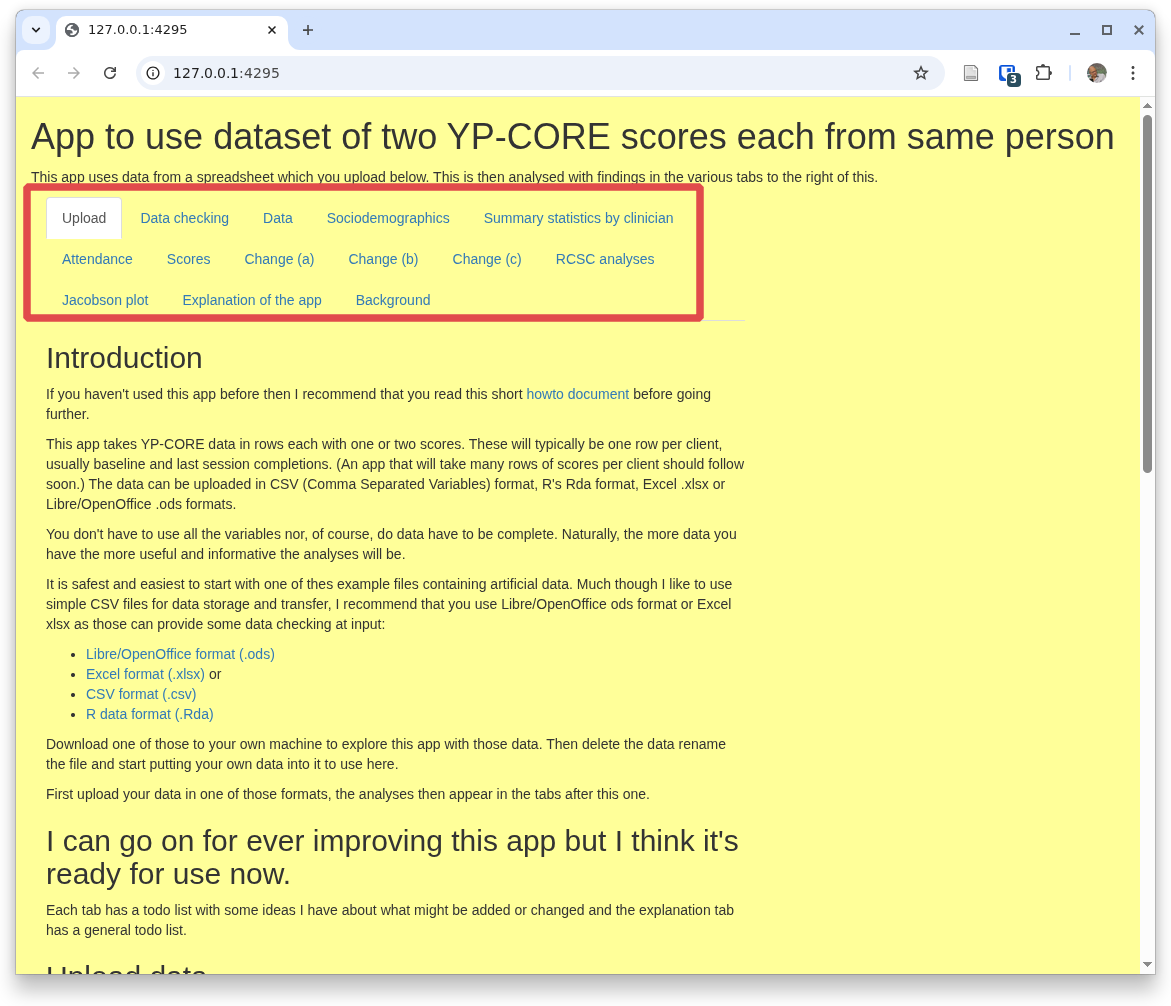 127.0.0.1:4295
127.0.0.1:4295
3
App to use dataset of two YP-CORE scores each from same person
This app uses data from a spreadsheet which you upload below. This is then analysed with findings in the various tabs to the right of this.
Upload Data checking Data Sociodemographics Summary statistics by clinician
Attendance Scores Change (a) Change (b) Change (c) RCSC analyses
Jacobson plot Explanation of the app Background
Introduction
If you haven't used this app before then I recommend that you read this short howto document before going
further.
This app takes YP-CORE data in rows each with one or two scores. These will typically be one row per client,
usually baseline and last session completions. (An app that will take many rows of scores per client should follow
soon.) The data can be uploaded in CSV (Comma Separated Variables) format, R's Rda format, Excel .xlsx or
Libre/OpenOffice .ods formats.
You don't have to use all the variables nor, of course, do data have to be complete. Naturally, the more data you
have the more useful and informative the analyses will be.
It is safest and easiest to start with one of thes example files containing artificial data. Much though I like to use
simple CSV files for data storage and transfer, I recommend that you use Libre/OpenOffice ods format or Excel
xlsx as those can provide some data checking at input:
• Libre/OpenOffice format (.ods)
• Excel format (.xlsx) or
• CSV format (.csv)
• R data format (.Rda)
Download one of those to your own machine to explore this app with those data. Then delete the data rename
the file and start putting your own data into it to use here.
First upload your data in one of those formats, the analyses then appear in the tabs after this one.
I can go on for ever improving this app but I think it's
ready for use now.
Each tab has a todo list with some ideas I have about what might be added or changed and the explanation tab
has a general todo list.
Upload data